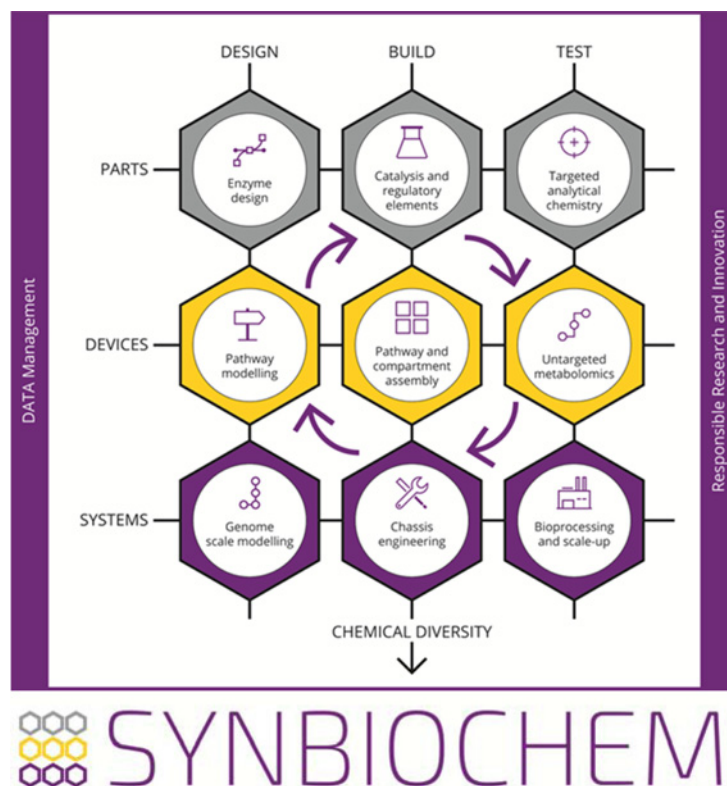 DESIGN
BUILD
TEST
PARTS
Enzyme
design
Catalysis and
regulatory
elements
Targeted
analytical
chemistry
DEVICES
Pathway
modelling
Pathway and
compartment
assembly
Untargeted
metabolomics
SYSTEMS
Genome
scale modelling
Chassis
engineering
Bioprocessing
and scale-up
CHEMICAL DIVERSITY
DATA Management
Responsible Research and Innovation
SYNBIOCHEM